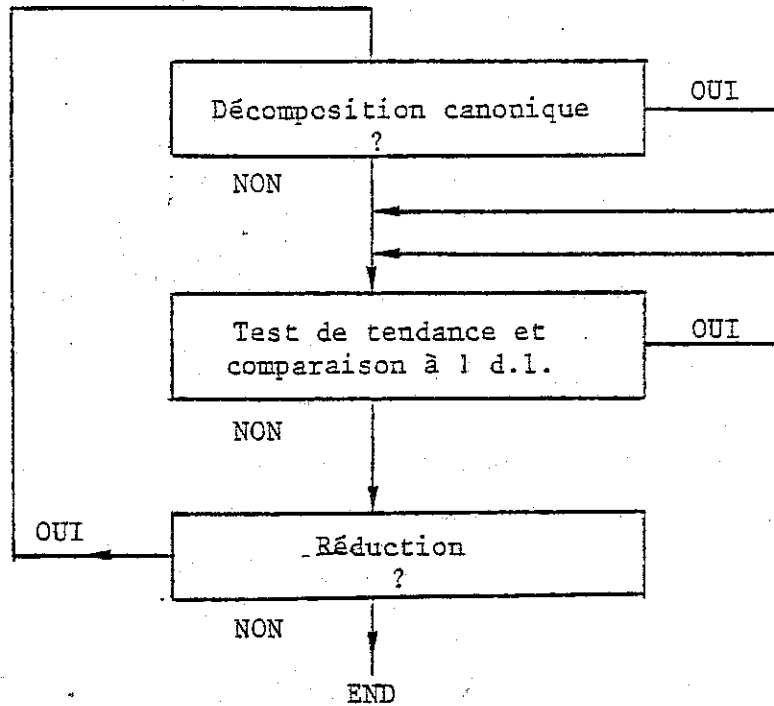 Décomposition canonique
?
OUI
NON
Test de tendance et
comparaison à 1 d.l.
OUI
NON
Réduction
?
OUI
NON
END